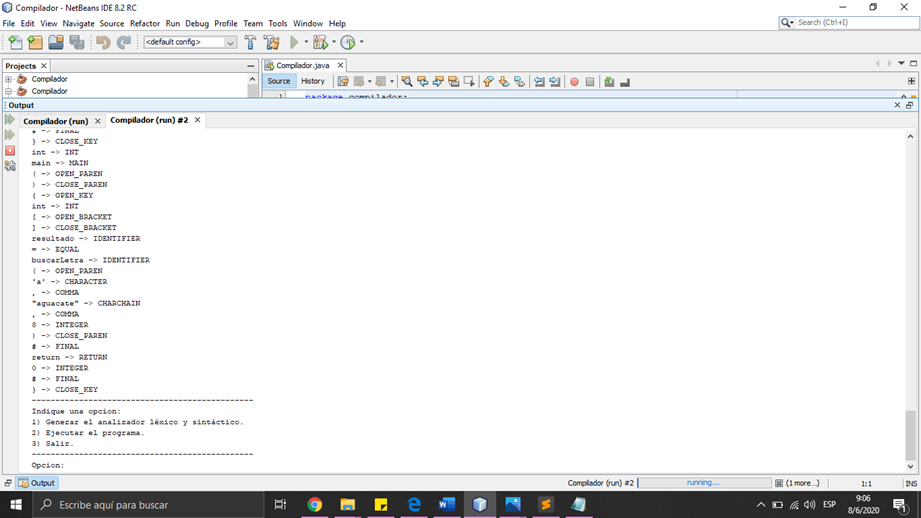 Compilador - NetBeans IDE 8.2 RC
File Edit View Navigate Source Refactor Run Debug Profile Team Tools Window Help
Search (Ctrl+I)
<default config>
Projects
Compilador.java
Compilador
Source History
Compilador
1 package compilador;
Output
Compilador (run) Compilador (run) #2
# -> FINAL
} -> CLOSE_KEY
int -> INT
main -> MAIN
( -> OPEN_PAREN
) -> CLOSE_PAREN
{ -> OPEN_KEY
int -> INT
[ -> OPEN_BRACKET
] -> CLOSE_BRACKET
resultado -> IDENTIFIER
= -> EQUAL
buscarLetra -> IDENTIFIER
( -> OPEN_PAREN
'a' -> CHARACTER
, -> COMMA
"aguacate" -> CHARCHAIN
, -> COMMA
8 -> INTEGER
) -> CLOSE_PAREN
# -> FINAL
return -> RETURN
0 -> INTEGER
# -> FINAL
} -> CLOSE_KEY
-----------------------------------------------
Indique una opcion:
1) Generar el analizador léxico y sintáctico.
2) Ejecutar el programa.
3) Salir.
-----------------------------------------------
Opcion:
Output
Compilador (run) #2 running... (1 more...) 1:1 INS
Escribe aquí para buscar
ESP
9:06
8/6/2020
1